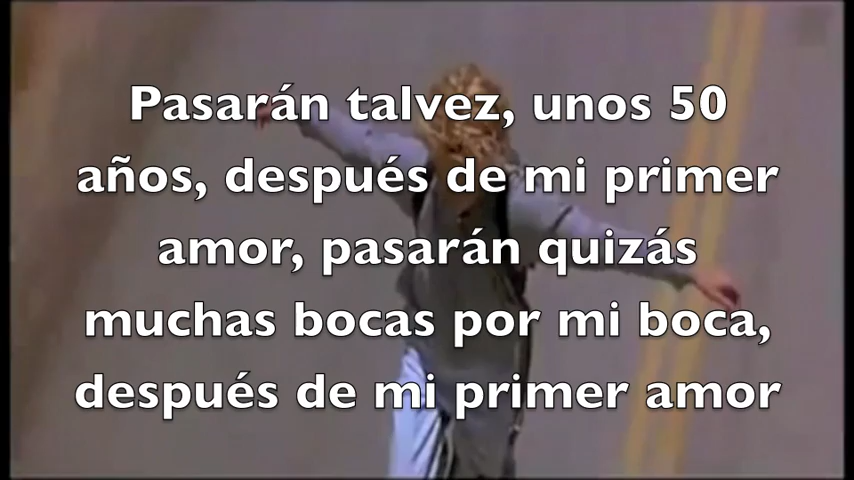 Pasarán talvez, unos 50
años, después de mi primer
amor, pasarán quizás
muchas bocas por mi boca,
después de mi primer amor